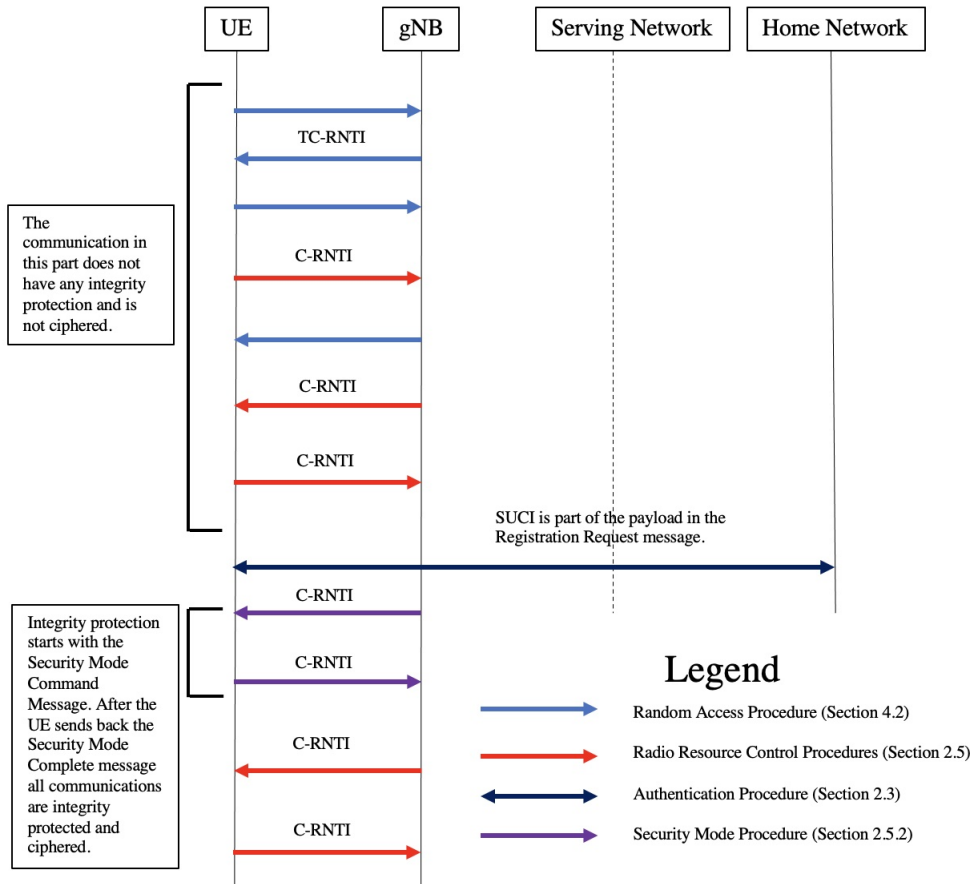 UE
gNB
Serving Network
Home Network
TC-RNTI
The
communication in
this part does not
have any integrity
protection and is
not ciphered.
C-RNTI
C-RNTI
C-RNTI
SUCI is part of the payload in the
Registration Request message.
C-RNTI
Integrity protection
starts with the
Security Mode
Command
Message. After the
UE sends back the
Security Mode
Complete message
all communications
are integrity
protected and
ciphered.
C-RNTI
C-RNTI
C-RNTI
Legend
Random Access Procedure (Section 4.2)
Radio Resource Control Procedures (Section 2.5)
Authentication Procedure (Section 2.3)
Security Mode Procedure (Section 2.5.2)